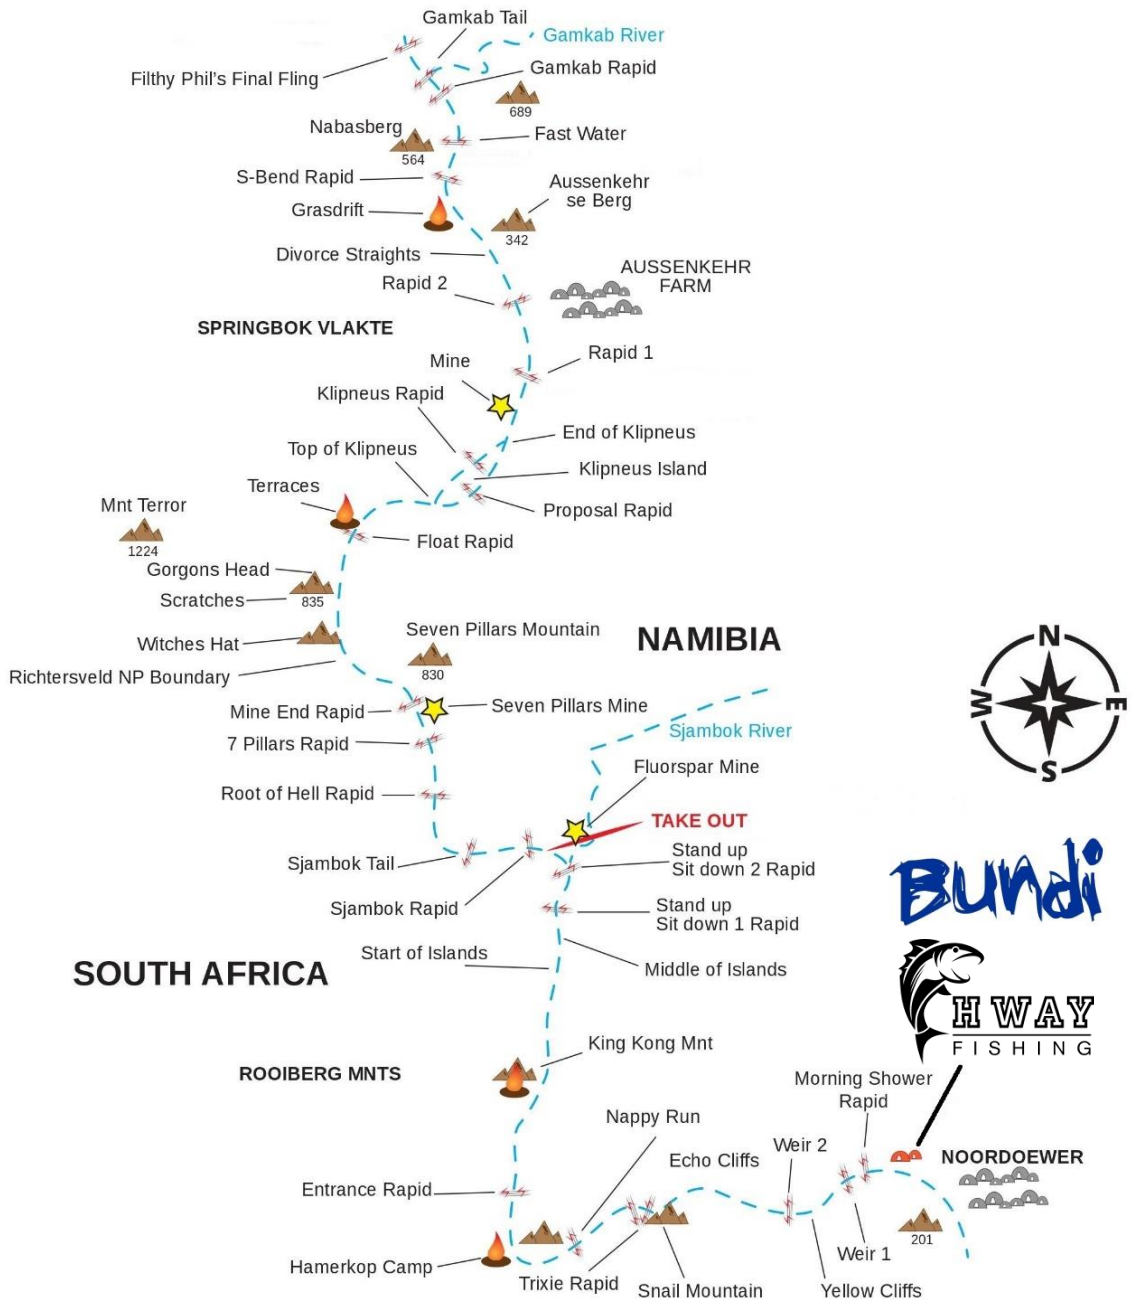 Gamkab Tail
Gamkab River
Filthy Phil's Final Fling
Gamkab Rapid
689
Nabasberg
564
Fast Water
S-Bend Rapid
Aussenkehr
se Berg
342
Grasdrift
Divorce Straights
AUSSENKEHR
FARM
Rapid 2
SPRINGBOK VLAKTE
Rapid 1
Mine
Klipneus Rapid
End of Klipneus
Top of Klipneus
Klipneus Island
Terraces
Mnt Terror
1224
Proposal Rapid
Float Rapid
Gorgons Head
835
Scratches
Witches Hat
Seven Pillars Mountain
830
NAMIBIA
N
E
S
W
Richtersveld NP Boundary
Mine End Rapid
Seven Pillars Mine
7 Pillars Rapid
Sjambok River
Fluorspar Mine
Root of Hell Rapid
TAKE OUT
Stand up
Sit down 2 Rapid
Sjambok Tail
Sjambok Rapid
Stand up
Sit down 1 Rapid
Bundi
Start of Islands
Middle of Islands
SOUTH AFRICA
HWAY
FISHING
King Kong Mnt
ROOIBERG MNTS
Morning Shower
Rapid
Nappy Run
Weir 2
Echo Cliffs
NOORDOEWER
Entrance Rapid
201
Weir 1
Hamerkop Camp
Trixie Rapid
Snail Mountain
Yellow Cliffs